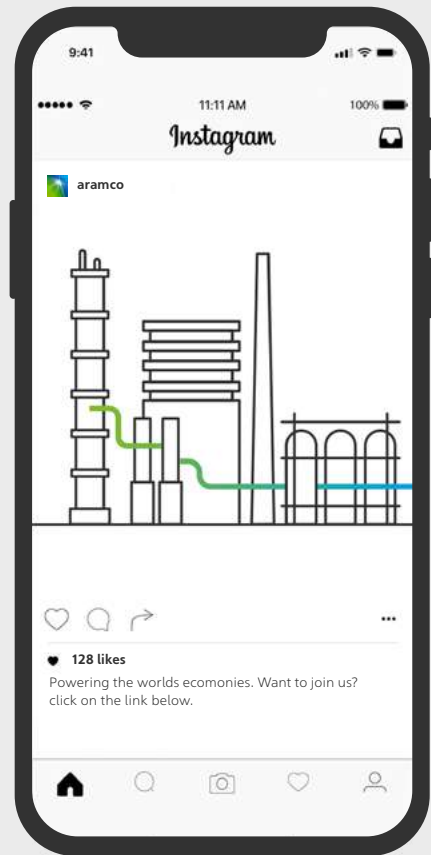 9:41
11:11 AM 100%
Instagram
aramco
128 likes
Powering the worlds ecomonies. Want to join us?
click on the link below.